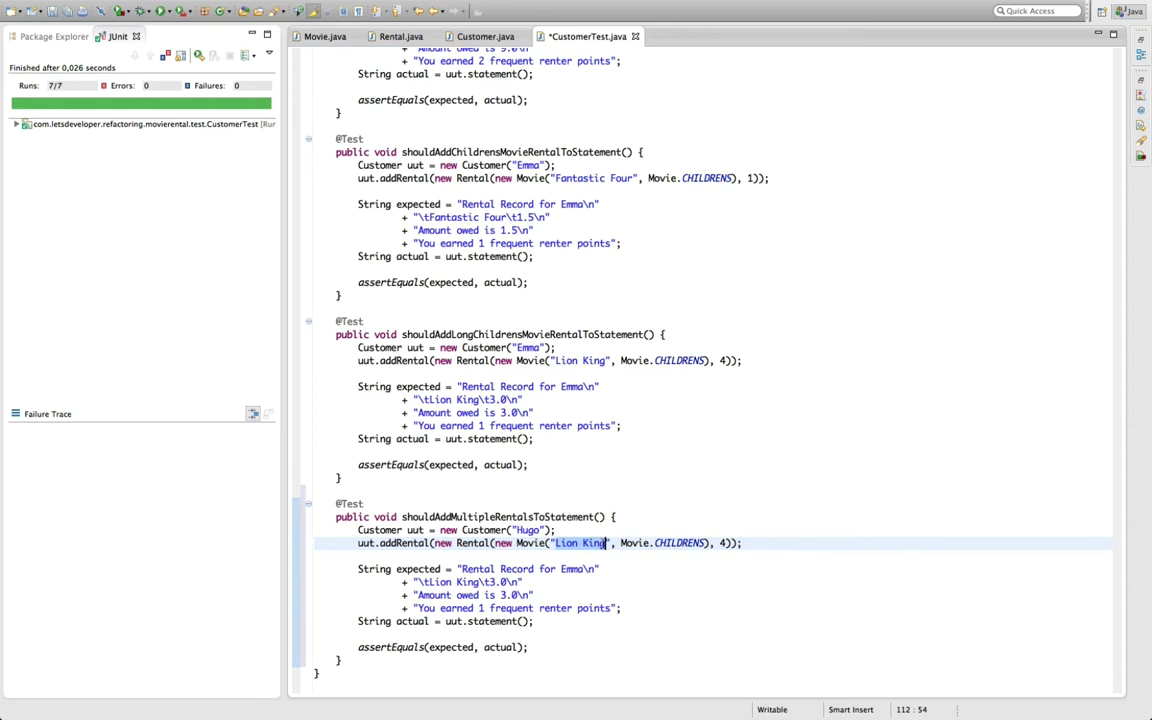 Quick Access
Java
Package Explorer
JUnit
Movie.java
Rental.java
Customer.java
*CustomerTest.java
Finished after 0,026 seconds
Runs: 7/7
Errors: 0
Failures: 0
com.letsdeveloper.refactoring.movierental.test.CustomerTest [Run
Failure Trace
+ "Amount owed is 9.0\n"
+ "You earned 2 frequent renter points";
String actual = uut.statement();
assertEquals(expected, actual);
}
@Test
public void shouldAddChildrensMovieRentalToStatement() {
Customer uut = new Customer("Emma");
uut.addRental(new Rental(new Movie("Fantastic Four", Movie.CHILDRENS), 1));
String expected = "Rental Record for Emma\n"
+ "\tFantastic Four\t1.5\n"
+ "Amount owed is 1.5\n"
+ "You earned 1 frequent renter points";
String actual = uut.statement();
assertEquals(expected, actual);
}
@Test
public void shouldAddLongChildrensMovieRentalToStatement() {
Customer uut = new Customer("Emma");
uut.addRental(new Rental(new Movie("Lion King", Movie.CHILDRENS), 4));
String expected = "Rental Record for Emma\n"
+ "\tLion King\t3.0\n"
+ "Amount owed is 3.0\n"
+ "You earned 1 frequent renter points";
String actual = uut.statement();
assertEquals(expected, actual);
}
@Test
public void shouldAddMultipleRentalsToStatement() {
Customer uut = new Customer("Hugo");
uut.addRental(new Rental(new Movie("Lion King", Movie.CHILDRENS), 4));
String expected = "Rental Record for Emma\n"
+ "\tLion King\t3.0\n"
+ "Amount owed is 3.0\n"
+ "You earned 1 frequent renter points";
String actual = uut.statement();
assertEquals(expected, actual);
}
}
Writable
Smart Insert
112 : 54